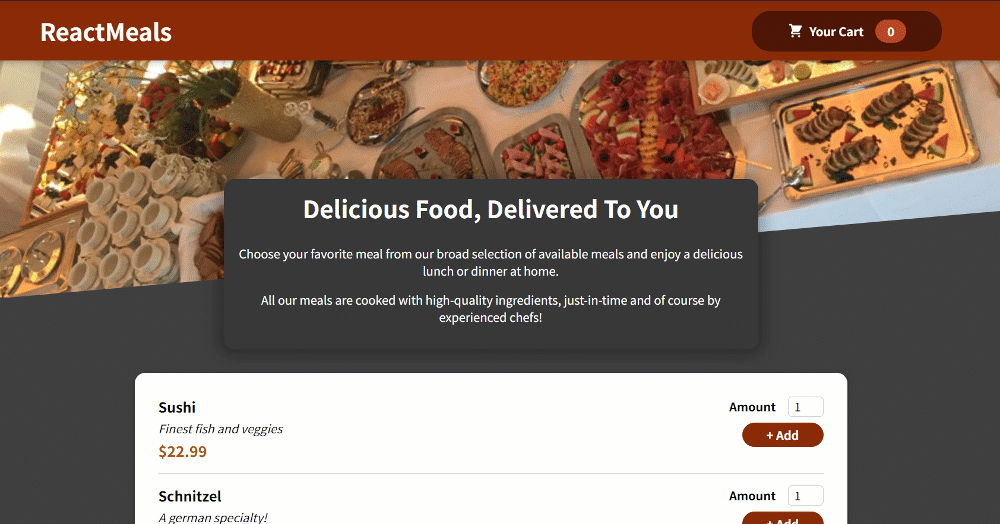 ReactMeals
Your Cart 0
Delicious Food, Delivered To You
Choose your favorite meal from our broad selection of available meals and enjoy a delicious
lunch or dinner at home.
All our meals are cooked with high-quality ingredients, just-in-time and of course by
experienced chefs!
Sushi
Finest fish and veggies
$22.99
Amount 1
+ Add
Schnitzel
A german specialty!
Amount 1
+ Add